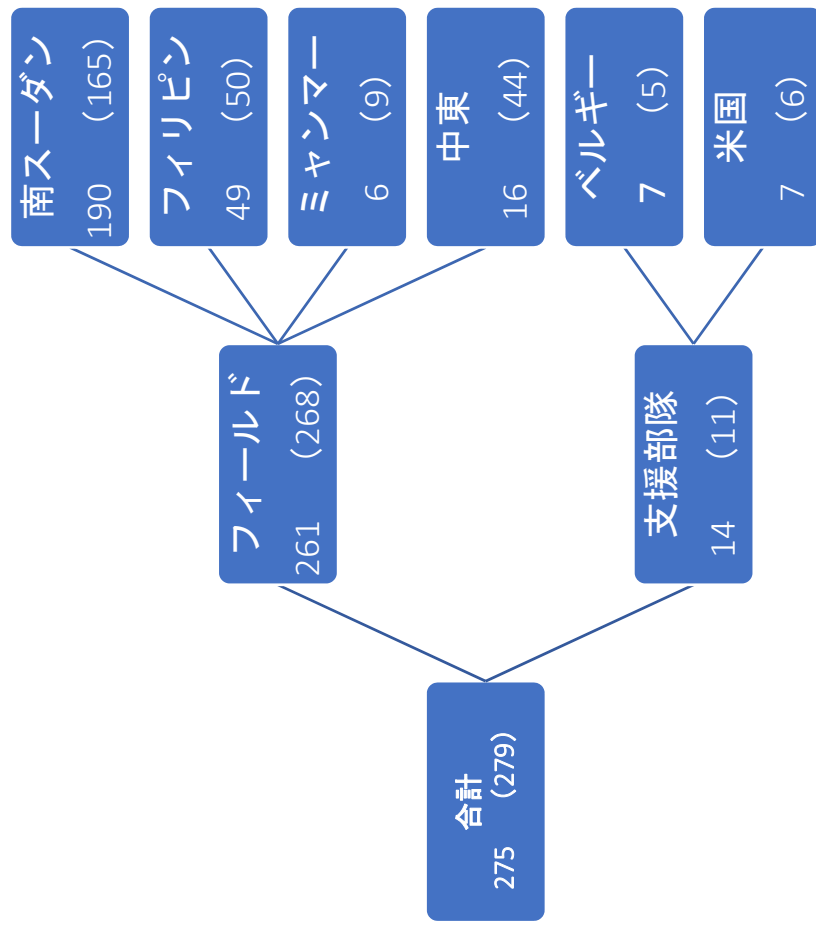 合計
275 (279)
フィールド
261 (268)
支援部隊
14 (11)
南スーダン
190 (165)
フィリピン
49 (50)
ミャンマー
6 (9)
中東
16 (44)
ベルギー
7 (5)
米国
7 (6)